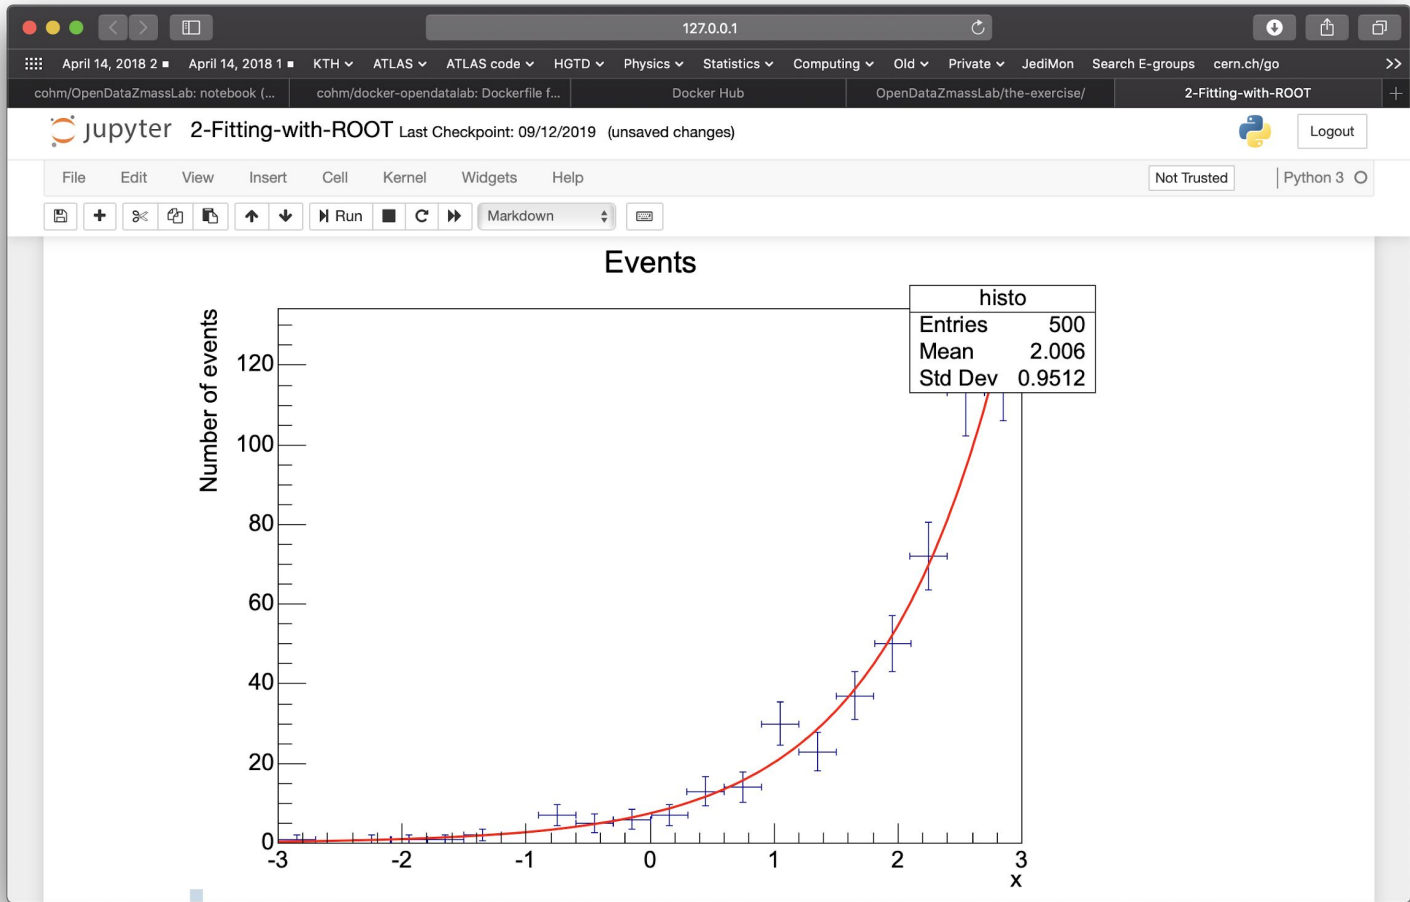 127.0.0.1
April 14, 2018 2 April 14, 2018 1 KTH ATLAS ATLAS code HGTD Physics Statistics Computing Old Private JediMon Search E-groups cern.ch/go
cohm/OpenDataZmassLab: notebook (... cohm/docker-opendatalab: Dockerfile f... Docker Hub OpenDataZmassLab/the-exercise/ 2-Fitting-with-ROOT
jupyter 2-Fitting-with-ROOT Last Checkpoint: 09/12/2019 (unsaved changes) Logout
File Edit View Insert Cell Kernel Widgets Help Not Trusted Python 3
Run Markdown
Events
histo
Entries 500
Mean 2.006
Std Dev 0.9512
Number of events
120
100
80
60
40
20
0
-3 -2 -1 0 1 2 3
x